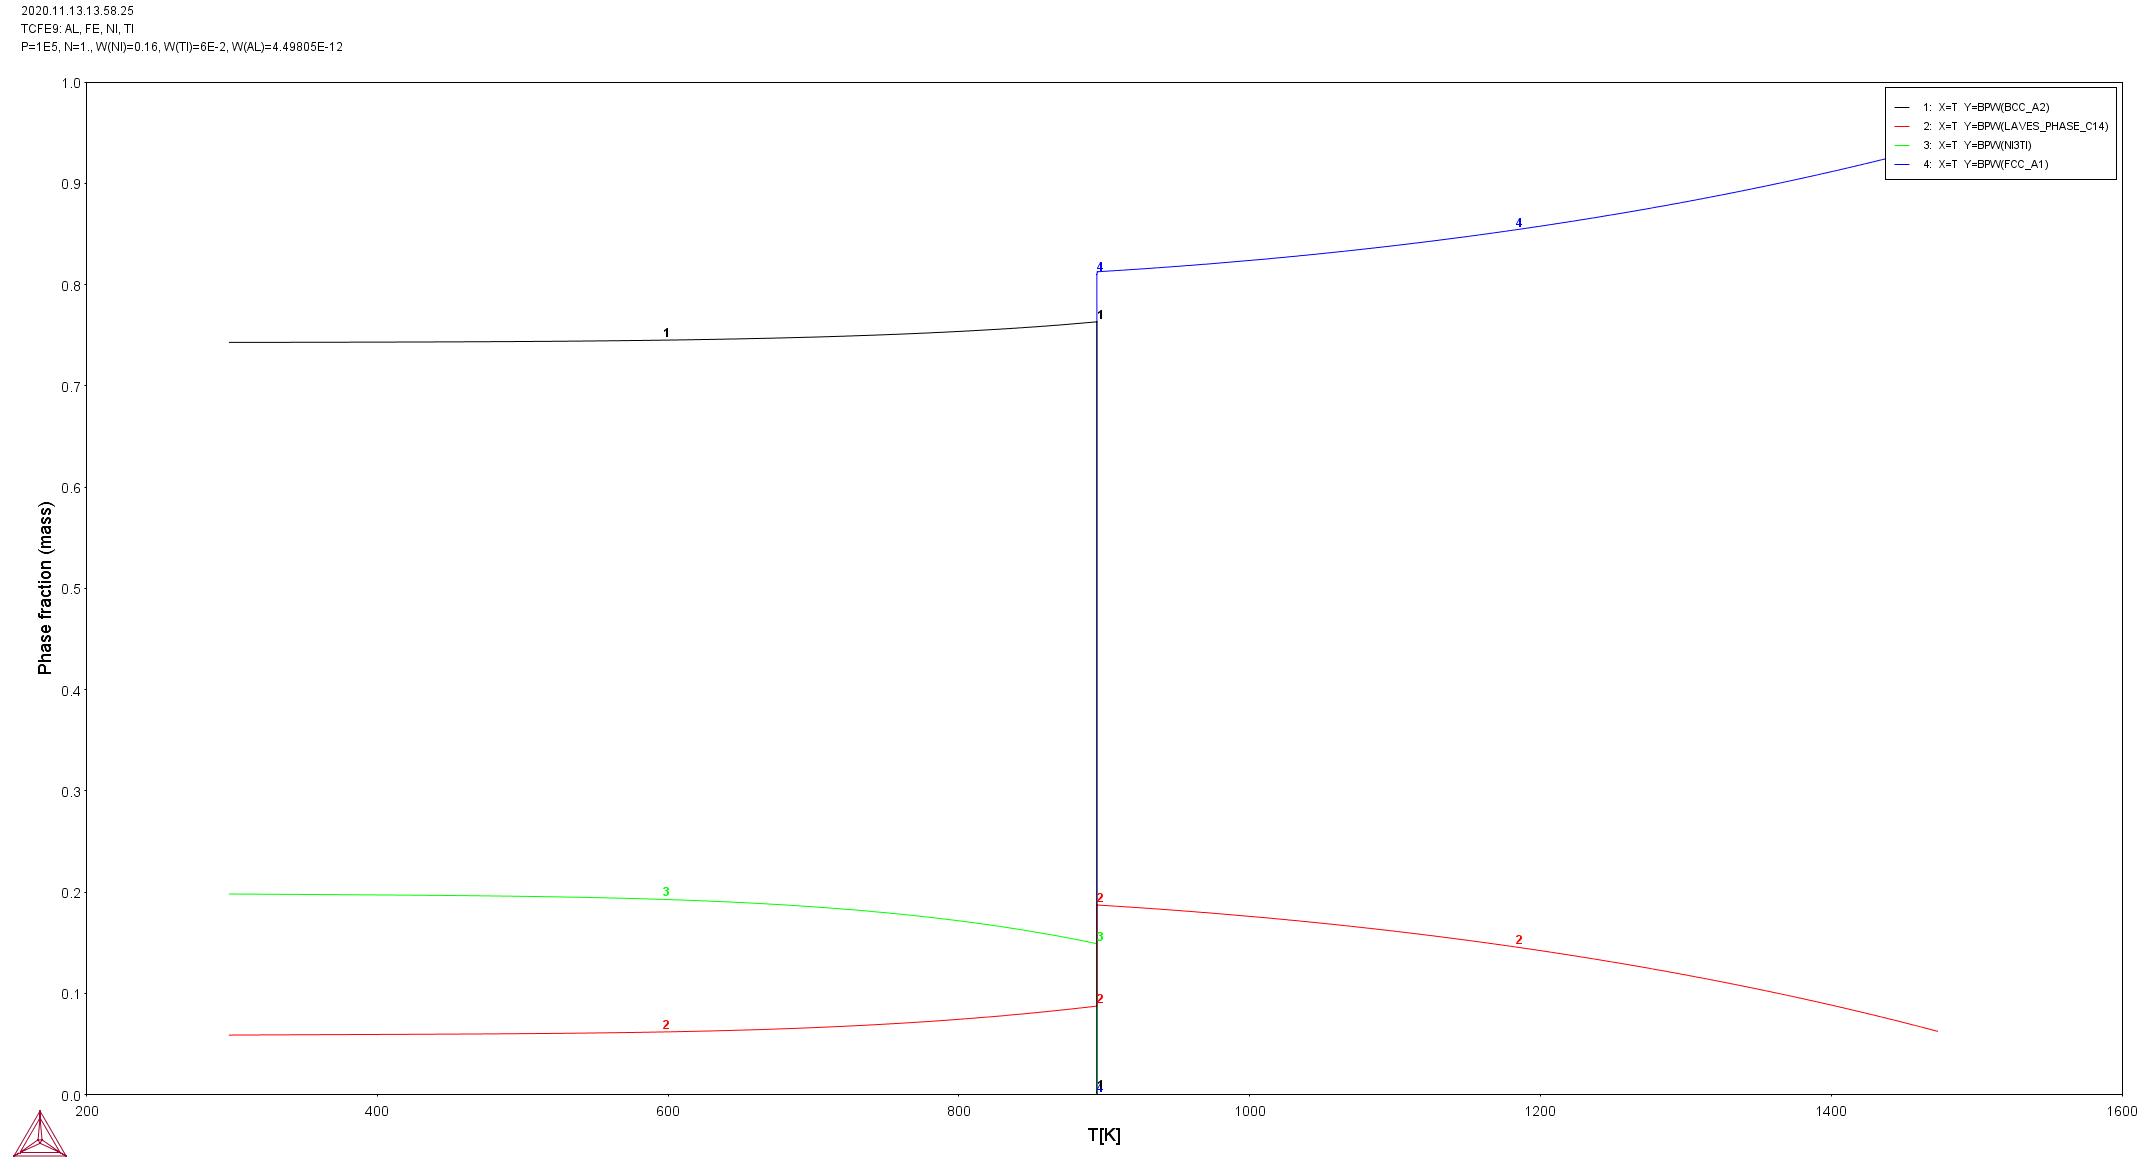 2020.11.13.13.58.25
TCFE9: AL, FE, NI, TI
P=1E5, N=1., W(NI)=0.16, W(TI)=6E-2, W(AL)=4.49805E-12
1: X=T Y=BPW(BCC_A2)
2: X=T Y=BPW(LAVES_PHASE_C14)
3: X=T Y=BPW(NI3TI)
4: X=T Y=BPW(FCC_A1)
1.0
0.9
0.8
0.7
0.6
0.5
0.4
0.3
0.2
0.1
0.0
Phase fraction (mass)
4
4
1
1
3
2
3
2
2
2
1
4
200 400 600 800 1000 1200 1400 1600
T[K]